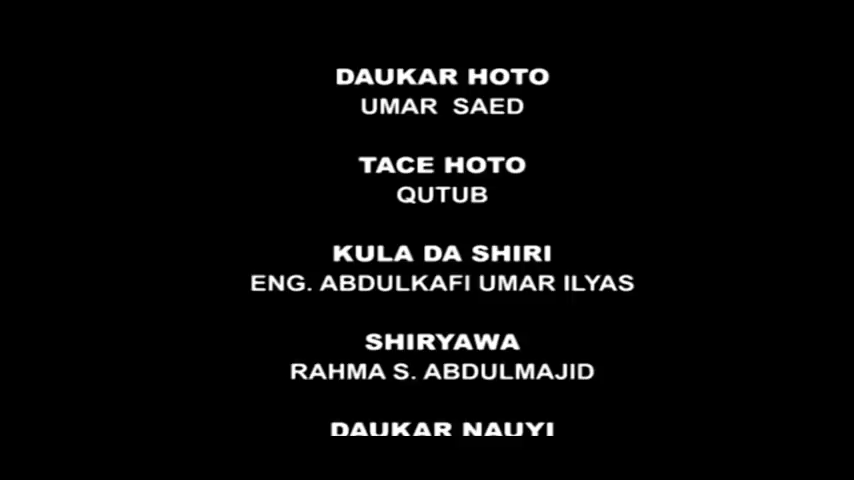 DAUKAR HOTO
UMAR SAED
TACE HOTO
QUTUB
KULA DA SHIRI
ENG. ABDULKAFI UMAR ILYAS
SHIRYAWA
RAHMA S. ABDULMAJID
DAUKAR NAUYI